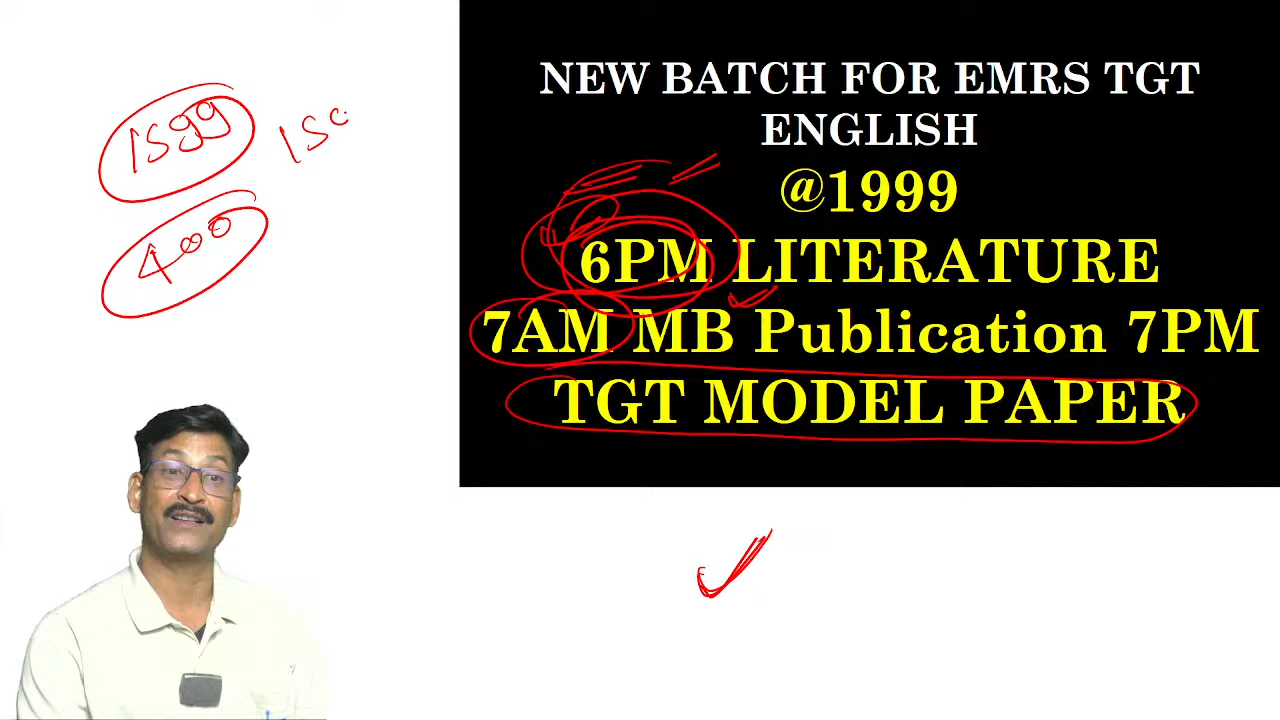 NEW BATCH FOR EMRS TGT
ENGLISH
@1999
6PM LITERATURE
7AM MB Publication 7PM
TGT MODEL PAPER
1599
400